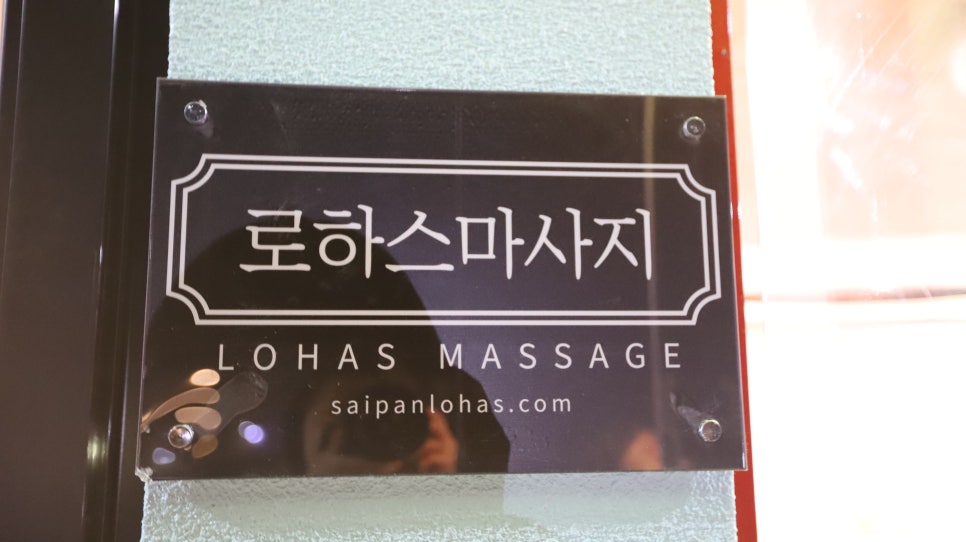 로하스마사지
LOHAS MASSAGE
saipanlohas.com